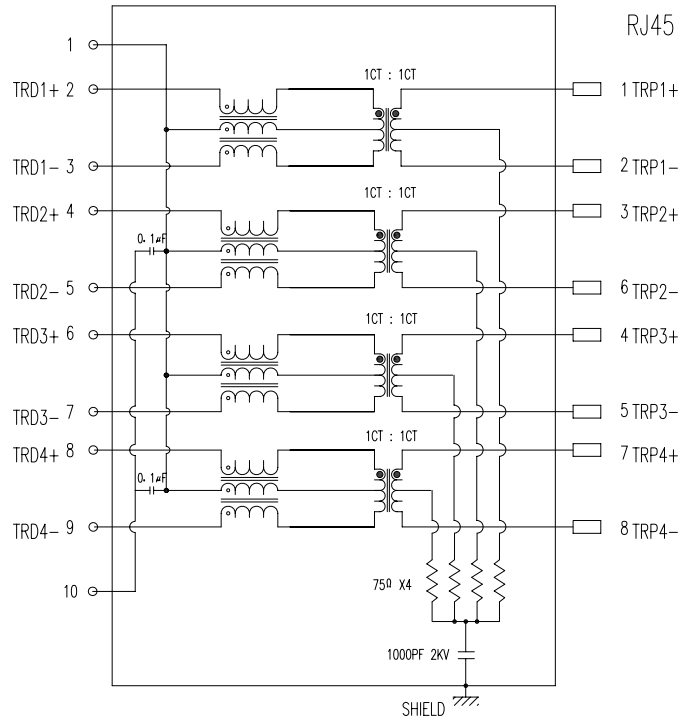 RJ45
1
1CT : 1CT
TRD1+ 2
1 TRP1+
TRD1- 3
2 TRP1-
1CT : 1CT
TRD2+ 4
3 TRP2+
0.1µF
TRD2- 5
6 TRP2-
1CT : 1CT
TRD3+ 6
4 TRP3+
TRD3- 7
5 TRP3-
1CT : 1CT
TRD4+ 8
7 TRP4+
0.1µF
TRD4- 9
8 TRP4-
10
75Ω X4
1000PF 2KV
SHIELD